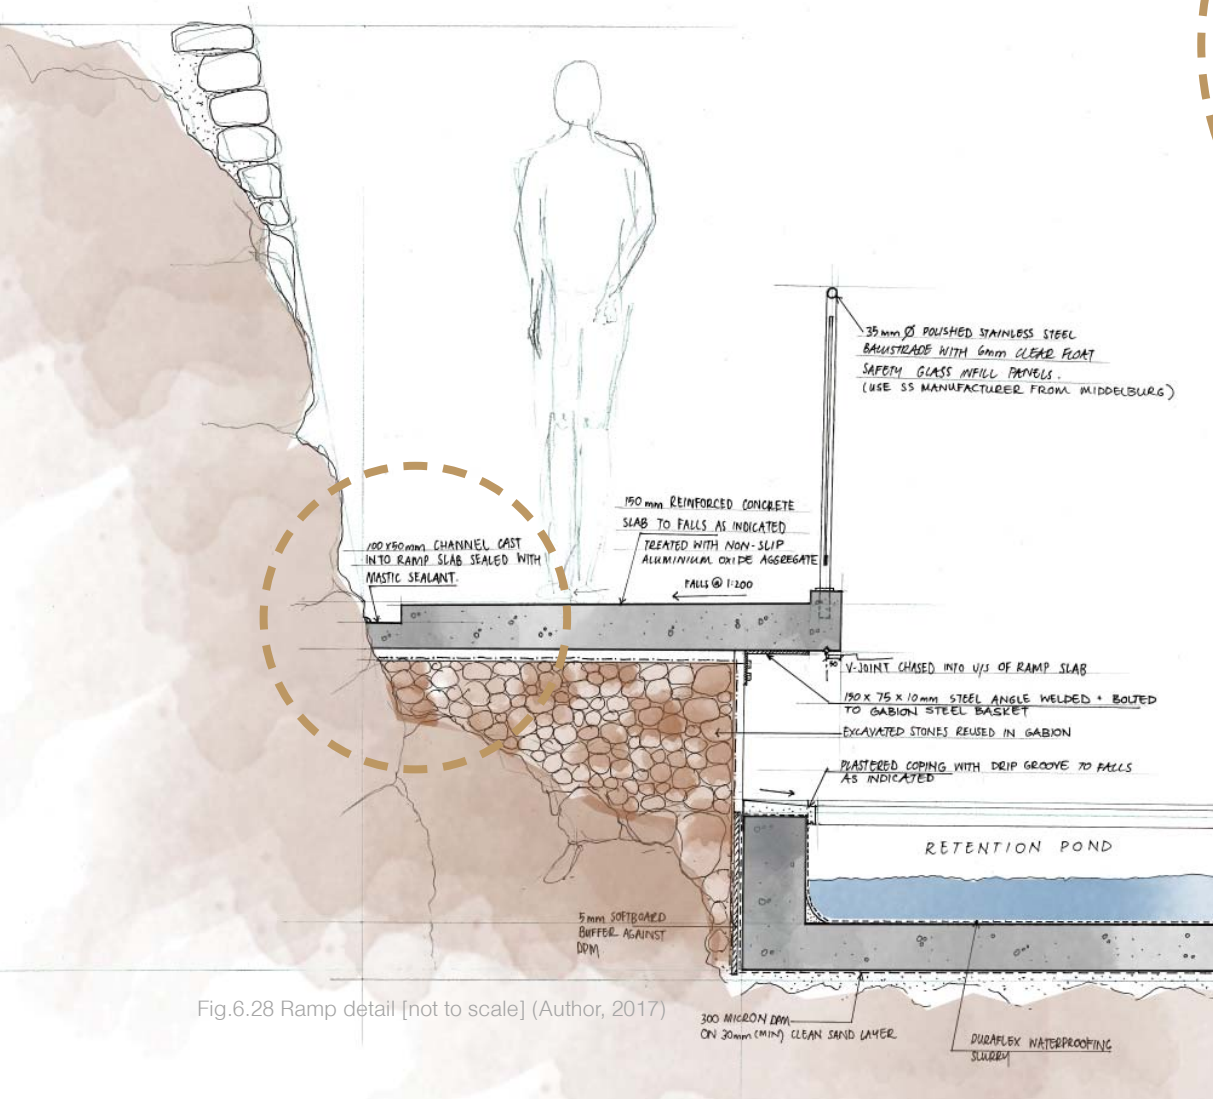 35mm Ø POLISHED STAINLESS STEEL
BALUSTRADE WITH 6mm CLEAR FLOAT
SAFETY GLASS INFILL PANELS.
(USE SS MANUFACTURER FROM MIDDELBURG)
150 mm REINFORCED CONCRETE
SLAB TO FALLS AS INDICATED
TREATED WITH NON-SLIP
ALUMINIUM OXIDE AGGREGATE
FALLS @ 1:200
100 x 50mm CHANNEL CAST
INTO RAMP SLAB SEALED WITH
MASTIC SEALANT.
50
V-JOINT CHASED INTO U/S OF RAMP SLAB
150 x 75 x 10mm STEEL ANGLE WELDED + BOLTED
TO GABION STEEL BASKET
EXCAVATED STONES REUSED IN GABION
PLASTERED COPING WITH DRIP GROOVE TO FALLS
AS INDICATED
RETENTION POND
5mm SOFTBOARD
BUFFER AGAINST
DPM
Fig.6.28 Ramp detail [not to scale] (Author, 2017)
300 MICRON DPM
ON 30mm (MIN) CLEAN SAND LAYER
DURAFLEX WATERPROOFING
SLURRY